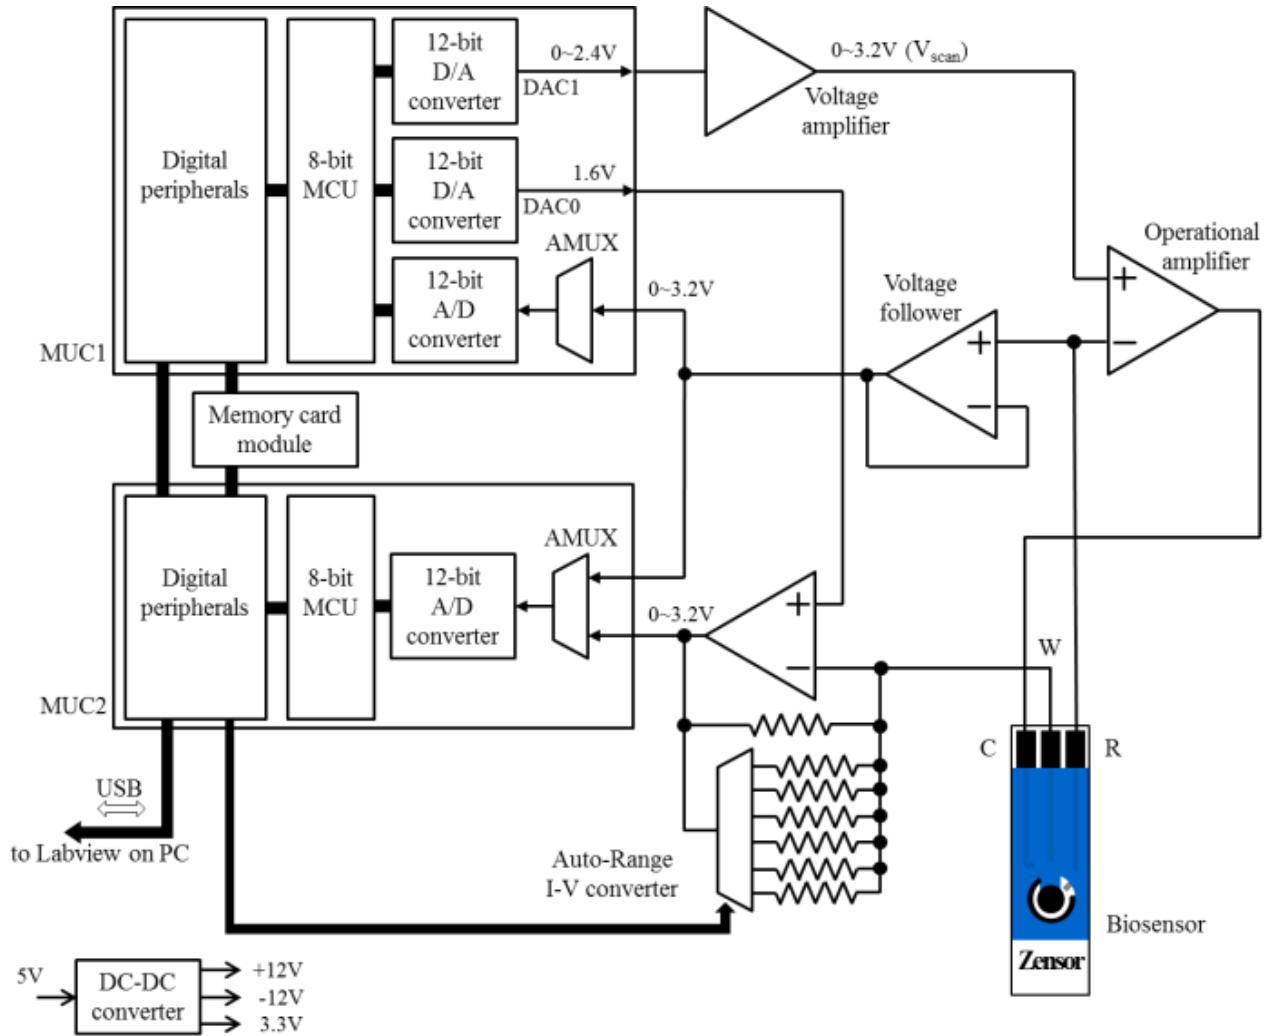 12-bit
D/A
converter
0~2.4V
DAC1
0~3.2V (Vscan)
Voltage
amplifier
Digital
peripherals
8-bit
MCU
12-bit
D/A
converter
1.6V
DAC0
AMUX
12-bit
A/D
converter
0~3.2V
Voltage
follower
+
−
Operational
amplifier
+
−
MUC1
Memory card
module
Digital
peripherals
8-bit
MCU
12-bit
A/D
converter
AMUX
0~3.2V
+
−
MUC2
W
C
R
USB
to Labview on PC
Auto-Range
I-V converter
Biosensor
Zensor
5V
DC-DC
converter
+12V
-12V
3.3V